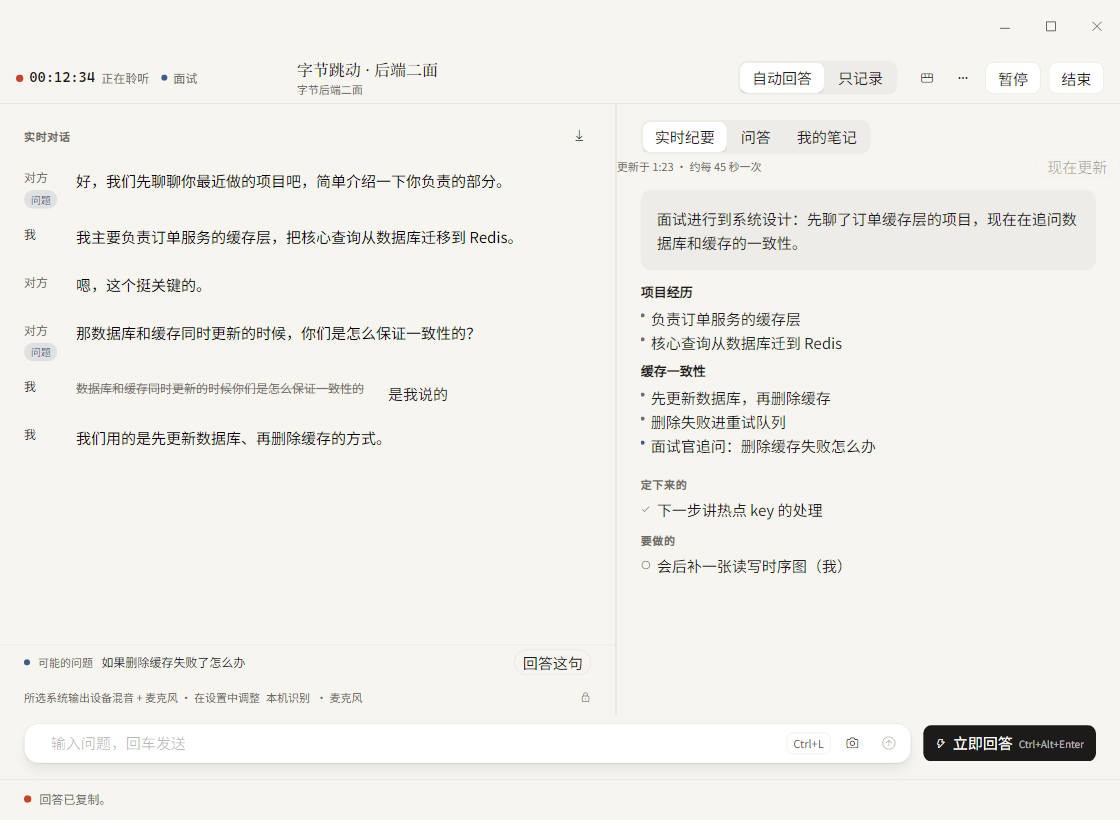 00:12:34 正在聆听 面试
字节跳动 · 后端二面
字节后端二面
自动回答 只记录 ··· 暂停 结束
实时对话
对方 好，我们先聊聊你最近做的项目吧，简单介绍一下你负责的部分。
问题
我 我主要负责订单服务的缓存层，把核心查询从数据库迁移到 Redis。
对方 嗯，这个挺关键的。
对方 那数据库和缓存同时更新的时候，你们是怎么保证一致性的？
问题
我 数据库和缓存同时更新的时候你们是怎么保证一致性的 是我说的
我 我们用的是先更新数据库、再删除缓存的方式。
可能的问题 如果删除缓存失败了怎么办 回答这句
所选系统输出设备混音 + 麦克风 · 在设置中调整 本机识别 · 麦克风
实时纪要 问答 我的笔记
更新于 1:23 · 约每 45 秒一次 现在更新
面试进行到系统设计：先聊了订单缓存层的项目，现在在追问数
据库和缓存的一致性。
项目经历
负责订单服务的缓存层
核心查询从数据库迁到 Redis
缓存一致性
先更新数据库，再删除缓存
删除失败进重试队列
面试官追问：删除缓存失败怎么办
定下来的
下一步讲热点 key 的处理
要做的
会后补一张读写时序图（我）
输入问题，回车发送 Ctrl+L 立即回答 Ctrl+Alt+Enter
回答已复制。